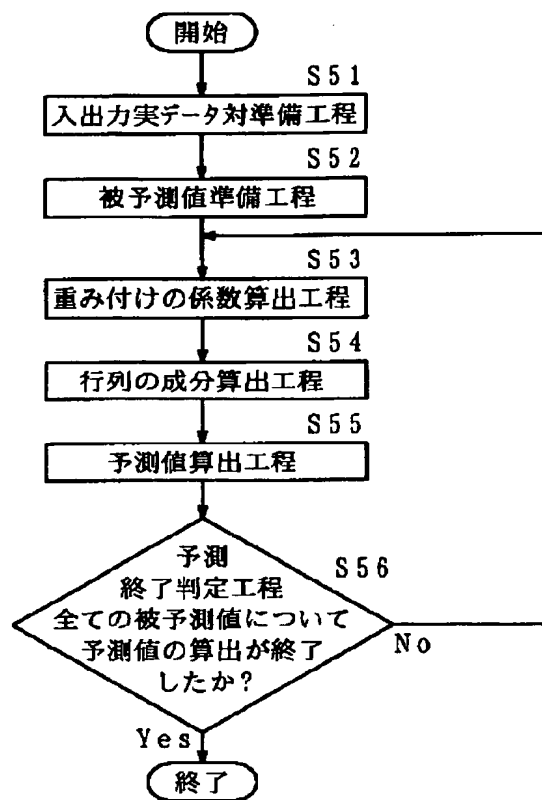 開始
S51
入出力実データ対準備工程
S52
被予測値準備工程
S53
重み付けの係数算出工程
S54
行列の成分算出工程
S55
予測値算出工程
S56
予測
終了判定工程
全ての被予測値について
予測値の算出が終了
したか?
No
Yes
終了